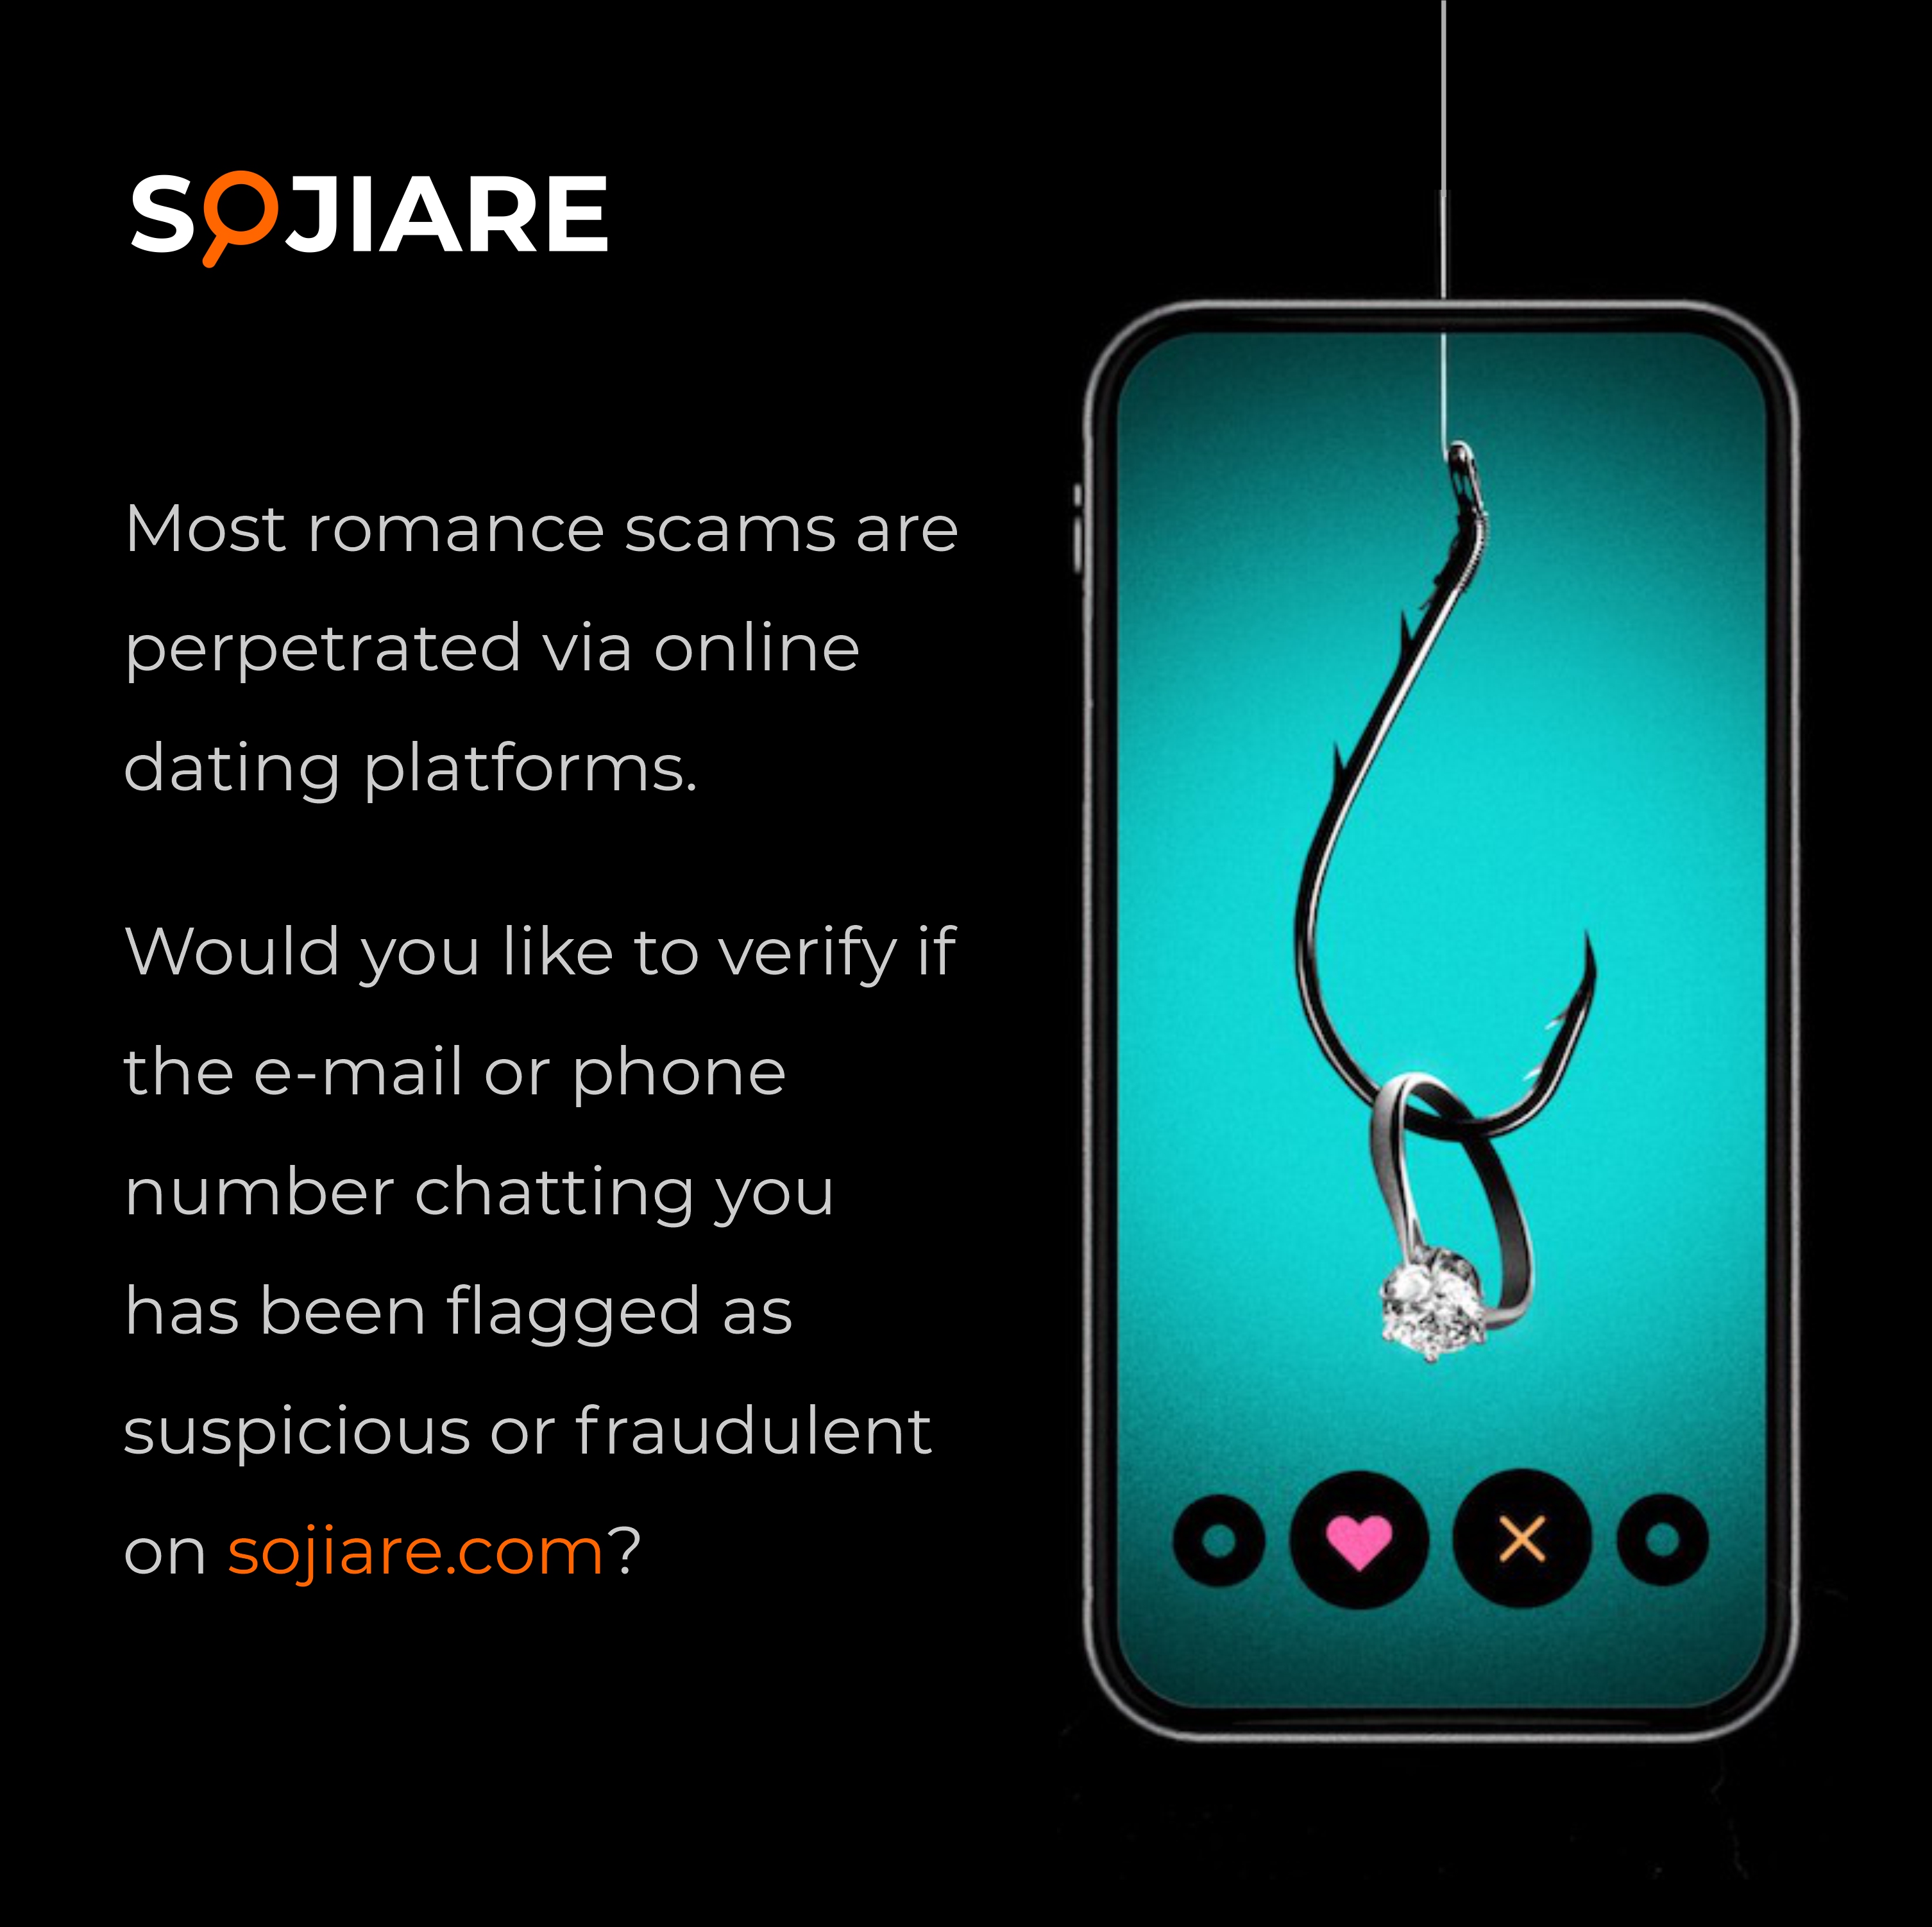 SOJIARE
Most romance scams are
perpetrated via online
dating platforms.
Would you like to verify if
the e-mail or phone
number chatting you
has been flagged as
suspicious or fraudulent
on sojiare.com?